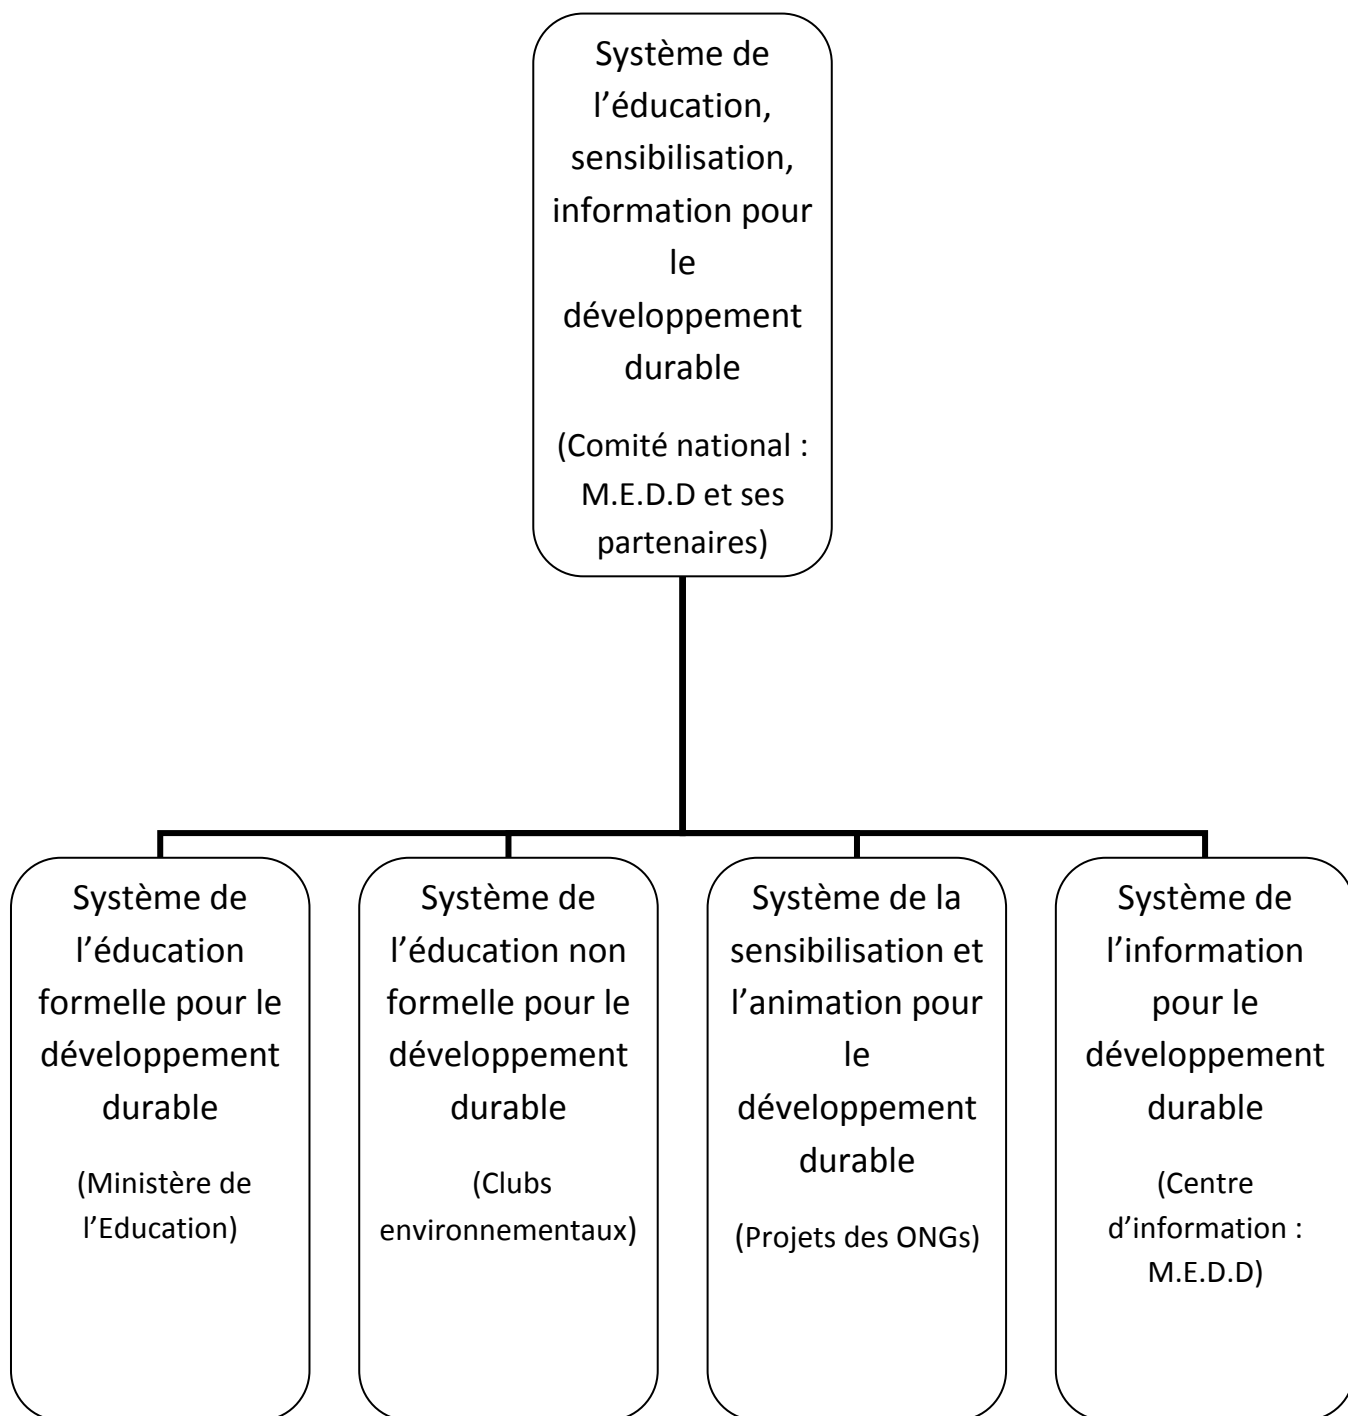 Système de
l’éducation,
sensibilisation,
information pour
le
développement
durable
(Comité national :
M.E.D.D et ses
partenaires)
Système de
l’éducation
formelle pour le
développement
durable
(Ministère de
l’Education)
Système de
l’éducation non
formelle pour le
développement
durable
(Clubs
environnementaux)
Système de la
sensibilisation et
l’animation pour
le
développement
durable
(Projets des ONGs)
Système de
l’information
pour le
développement
durable
(Centre
d’information :
M.E.D.D)